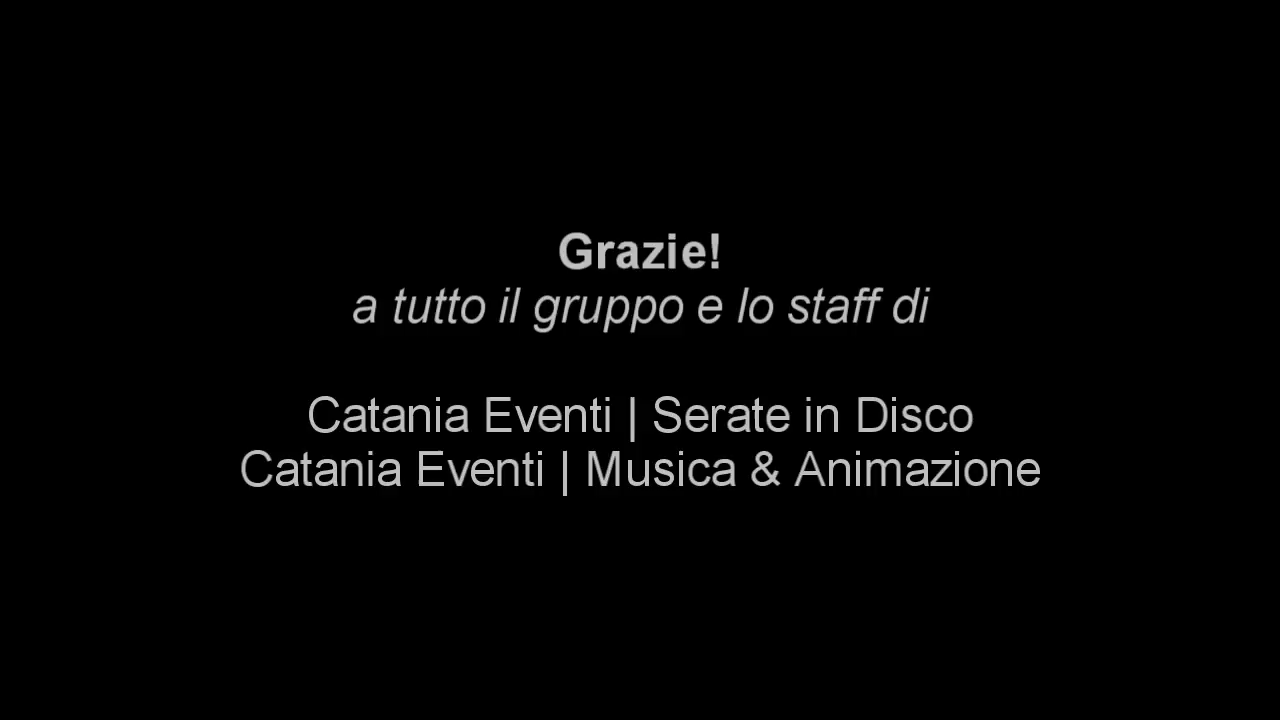 Grazie!
a tutto il gruppo e lo staff di
Catania Eventi | Serate in Disco
Catania Eventi | Musica & Animazione